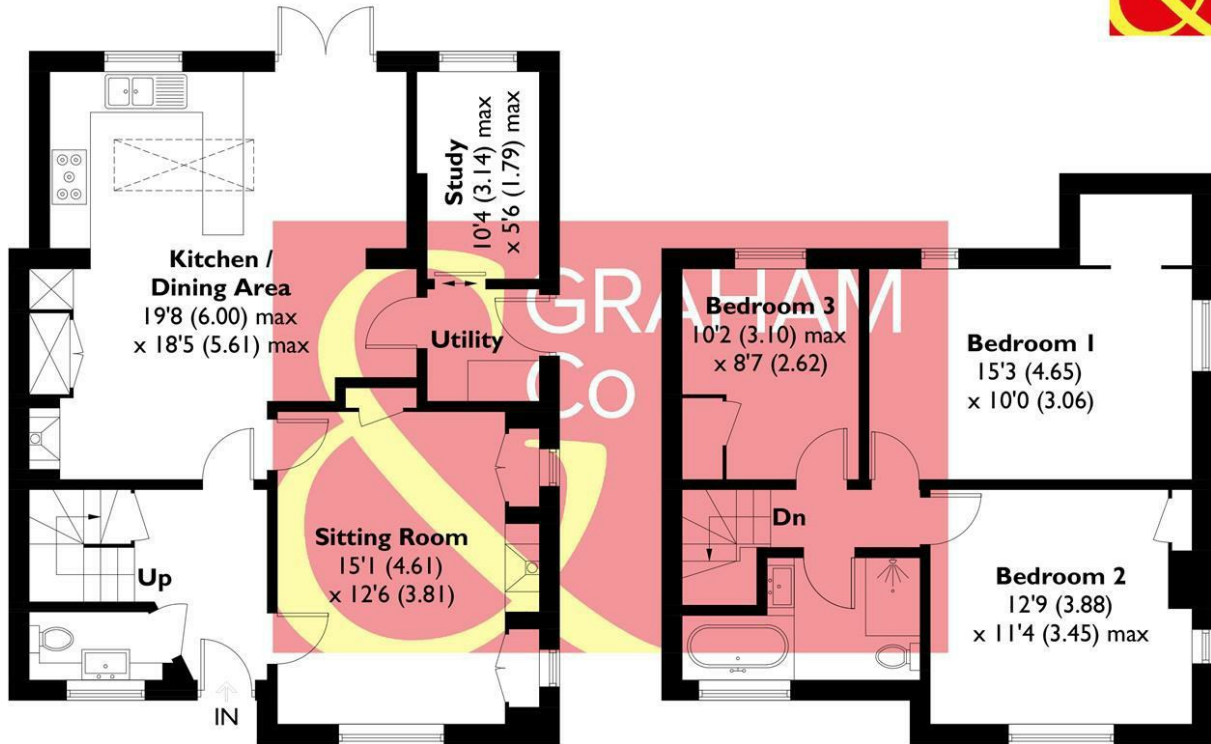 &
Study
10'4 (3.14) max
x 5'6 (1.79) max
Kitchen /
Dining Area
19'8 (6.00) max
x 18'5 (5.61) max
Utility
& GRAHAM
Co
Bedroom 3
10'2 (3.10) max
x 8'7 (2.62)
Bedroom 1
15'3 (4.65)
x 10'0 (3.06)
Up
Sitting Room
15'1 (4.61)
x 12'6 (3.81)
Dn
Bedroom 2
12'9 (3.88)
x 11'4 (3.45) max
IN